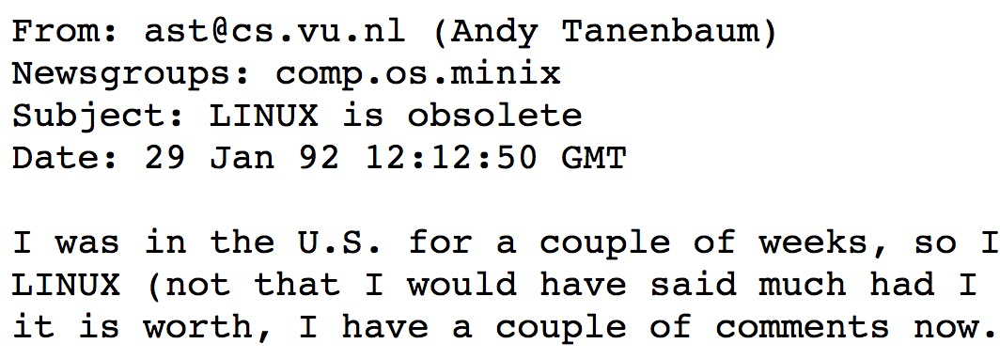 From: ast@cs.vu.nl (Andy Tanenbaum)
Newsgroups: comp.os.minix
Subject: LINUX is obsolete
Date: 29 Jan 92 12:12:50 GMT
I was in the U.S. for a couple of weeks, so I
LINUX (not that I would have said much had I
it is worth, I have a couple of comments now.